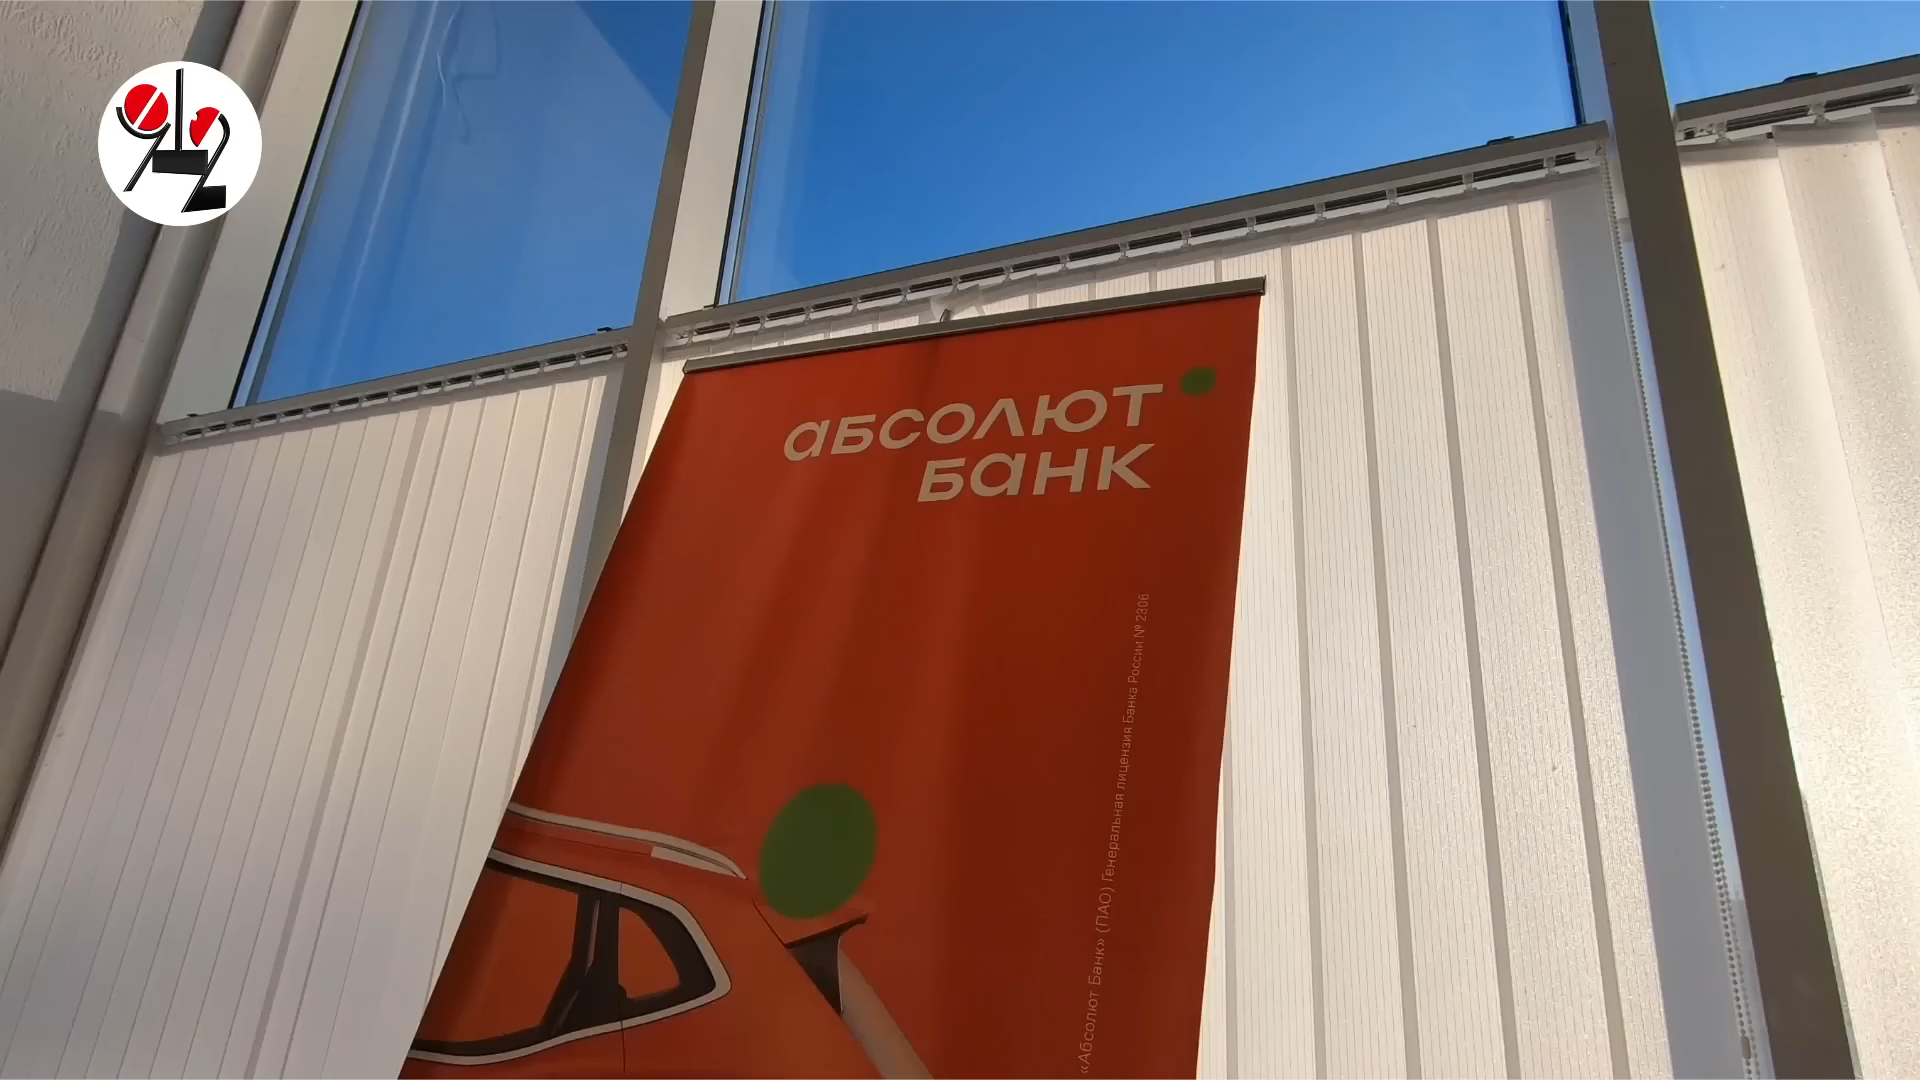 АБСОЛЮТ
БАНК
«Абсолют Банк» (ПАО) Генеральная лицензия Банка России № 2306